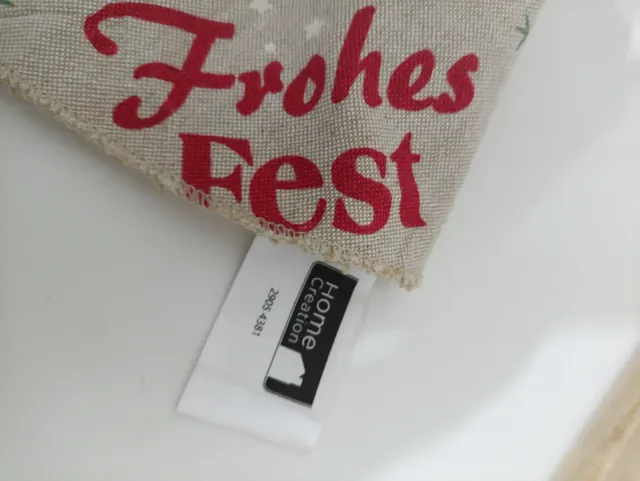 Frohes
Fest
Home
Creation
2905 4381